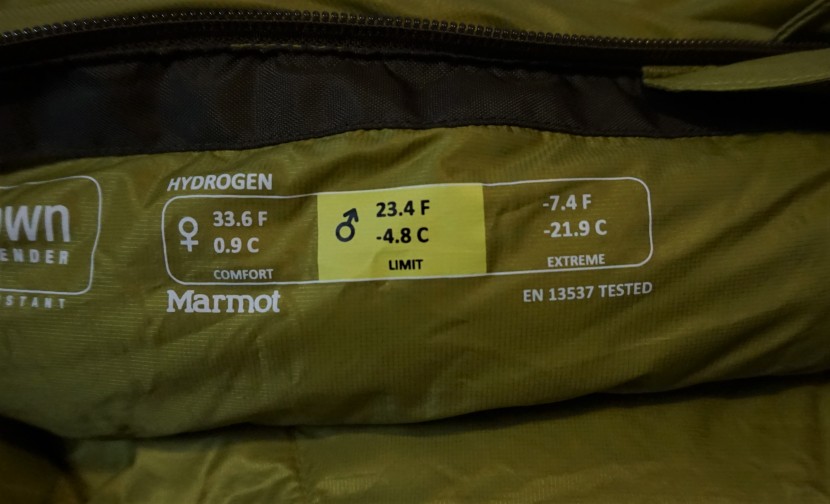 HYDROGEN
33.6 F
0.9 C
COMFORT
23.4 F
-4.8 C
LIMIT
-7.4 F
-21.9 C
EXTREME
Marmot
EN 13537 TESTED